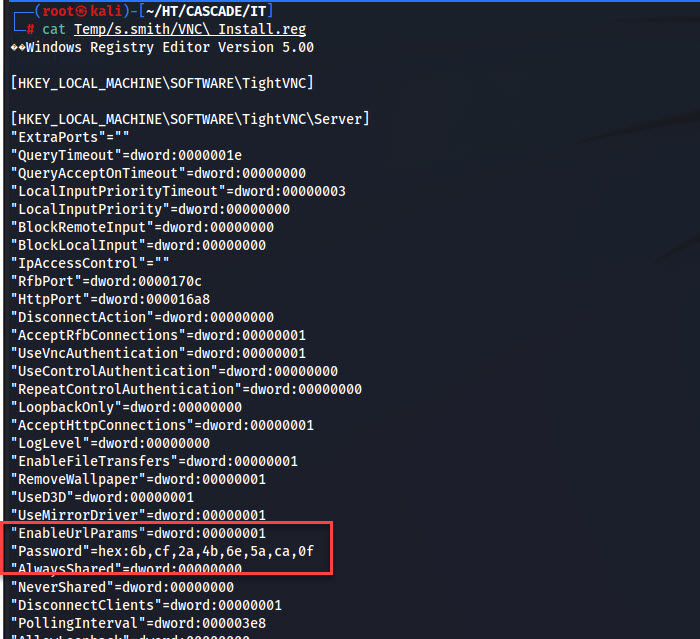 ┌──(root㉿kali)-[~/HT/CASCADE/IT]
└─# cat Temp/s.smith/VNC\ Install.reg
��Windows Registry Editor Version 5.00
[HKEY_LOCAL_MACHINE\SOFTWARE\TightVNC]
[HKEY_LOCAL_MACHINE\SOFTWARE\TightVNC\Server]
"ExtraPorts"=""
"QueryTimeout"=dword:0000001e
"QueryAcceptOnTimeout"=dword:00000000
"LocalInputPriorityTimeout"=dword:00000003
"LocalInputPriority"=dword:00000000
"BlockRemoteInput"=dword:00000000
"BlockLocalInput"=dword:00000000
"IpAccessControl"=""
"RfbPort"=dword:0000170c
"HttpPort"=dword:000016a8
"DisconnectAction"=dword:00000000
"AcceptRfbConnections"=dword:00000001
"UseVncAuthentication"=dword:00000001
"UseControlAuthentication"=dword:00000000
"RepeatControlAuthentication"=dword:00000000
"LoopbackOnly"=dword:00000000
"AcceptHttpConnections"=dword:00000001
"LogLevel"=dword:00000000
"EnableFileTransfers"=dword:00000001
"RemoveWallpaper"=dword:00000001
"UseD3D"=dword:00000001
"UseMirrorDriver"=dword:00000001
"EnableUrlParams"=dword:00000001
"Password"=hex:6b,cf,2a,4b,6e,5a,ca,0f
"AlwaysShared"=dword:00000000
"NeverShared"=dword:00000000
"DisconnectClients"=dword:00000001
"PollingInterval"=dword:000003e8